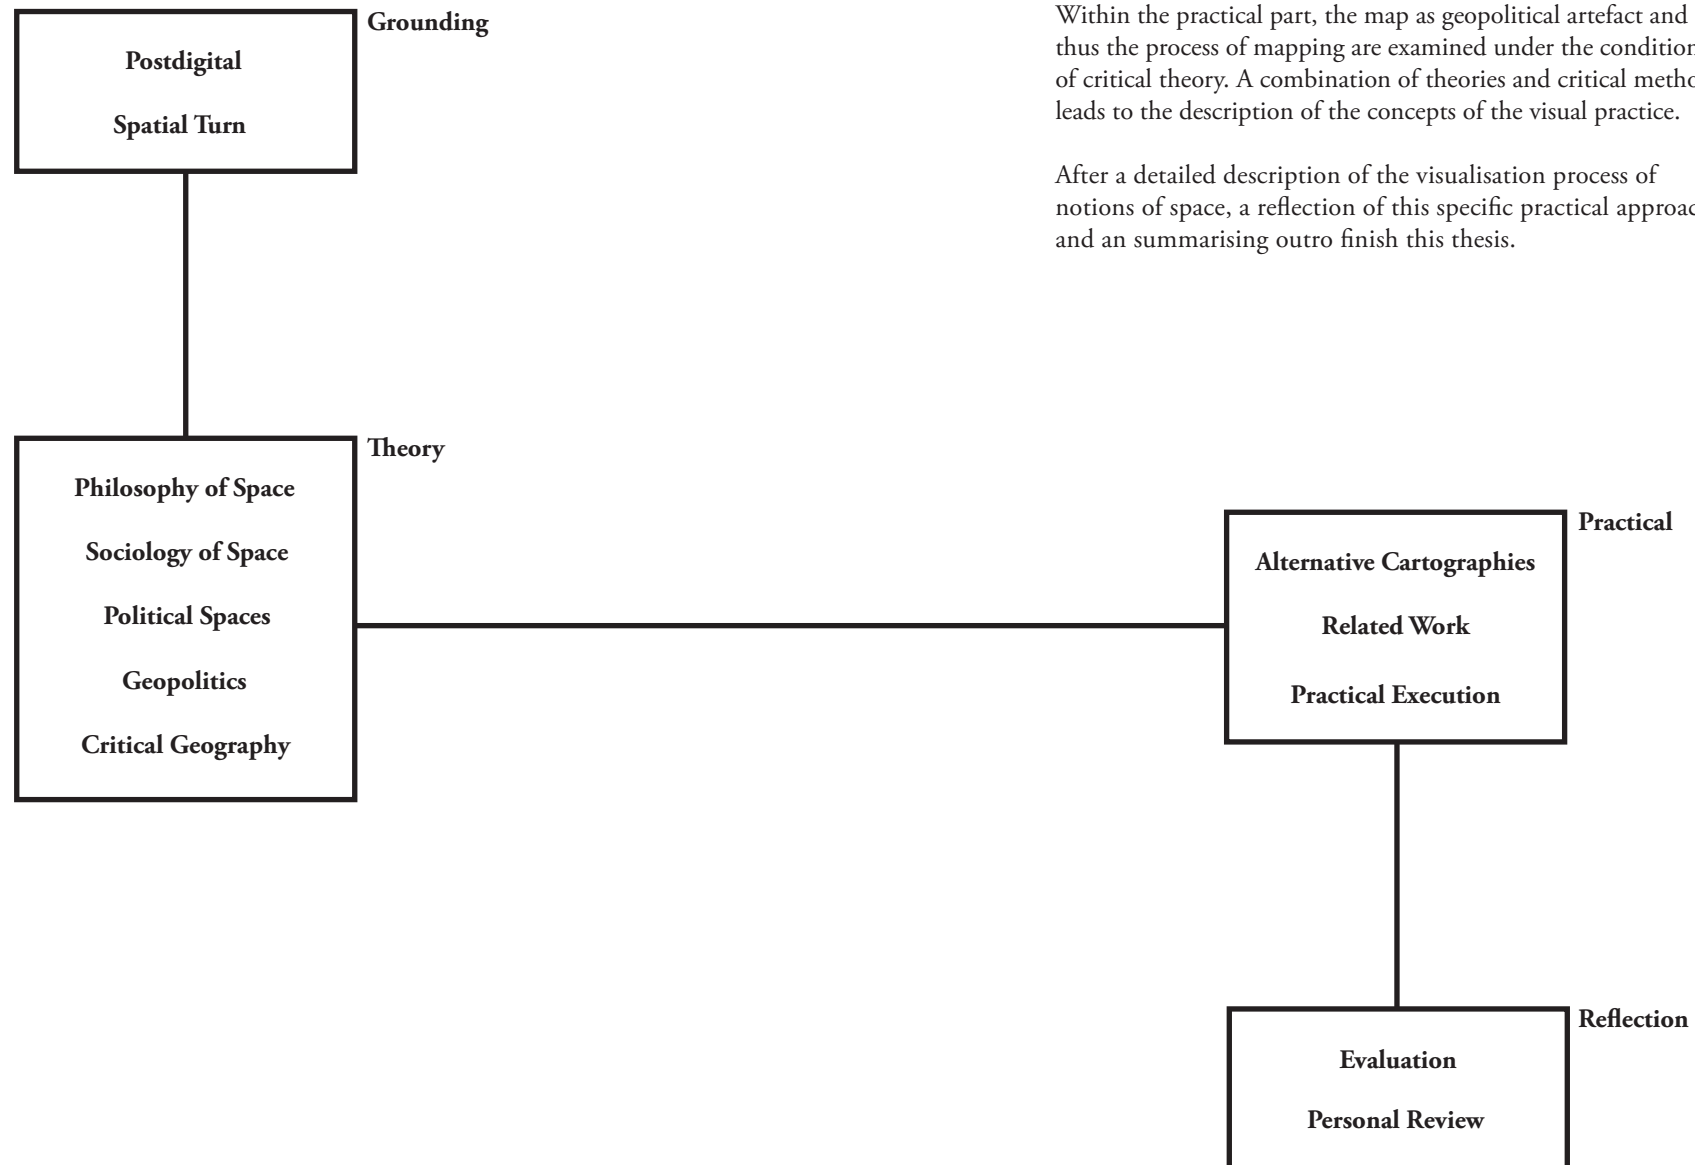 Grounding
Postdigital
Spatial Turn
Within the practical part, the map as geopolitical artefact and
thus the process of mapping are examined under the condition
of critical theory. A combination of theories and critical metho
leads to the description of the concepts of the visual practice.
After a detailed description of the visualisation process of
notions of space, a reflection of this specific practical approac
and an summarising outro finish this thesis.
Theory
Philosophy of Space
Sociology of Space
Political Spaces
Geopolitics
Critical Geography
Practical
Alternative Cartographies
Related Work
Practical Execution
Reflection
Evaluation
Personal Review